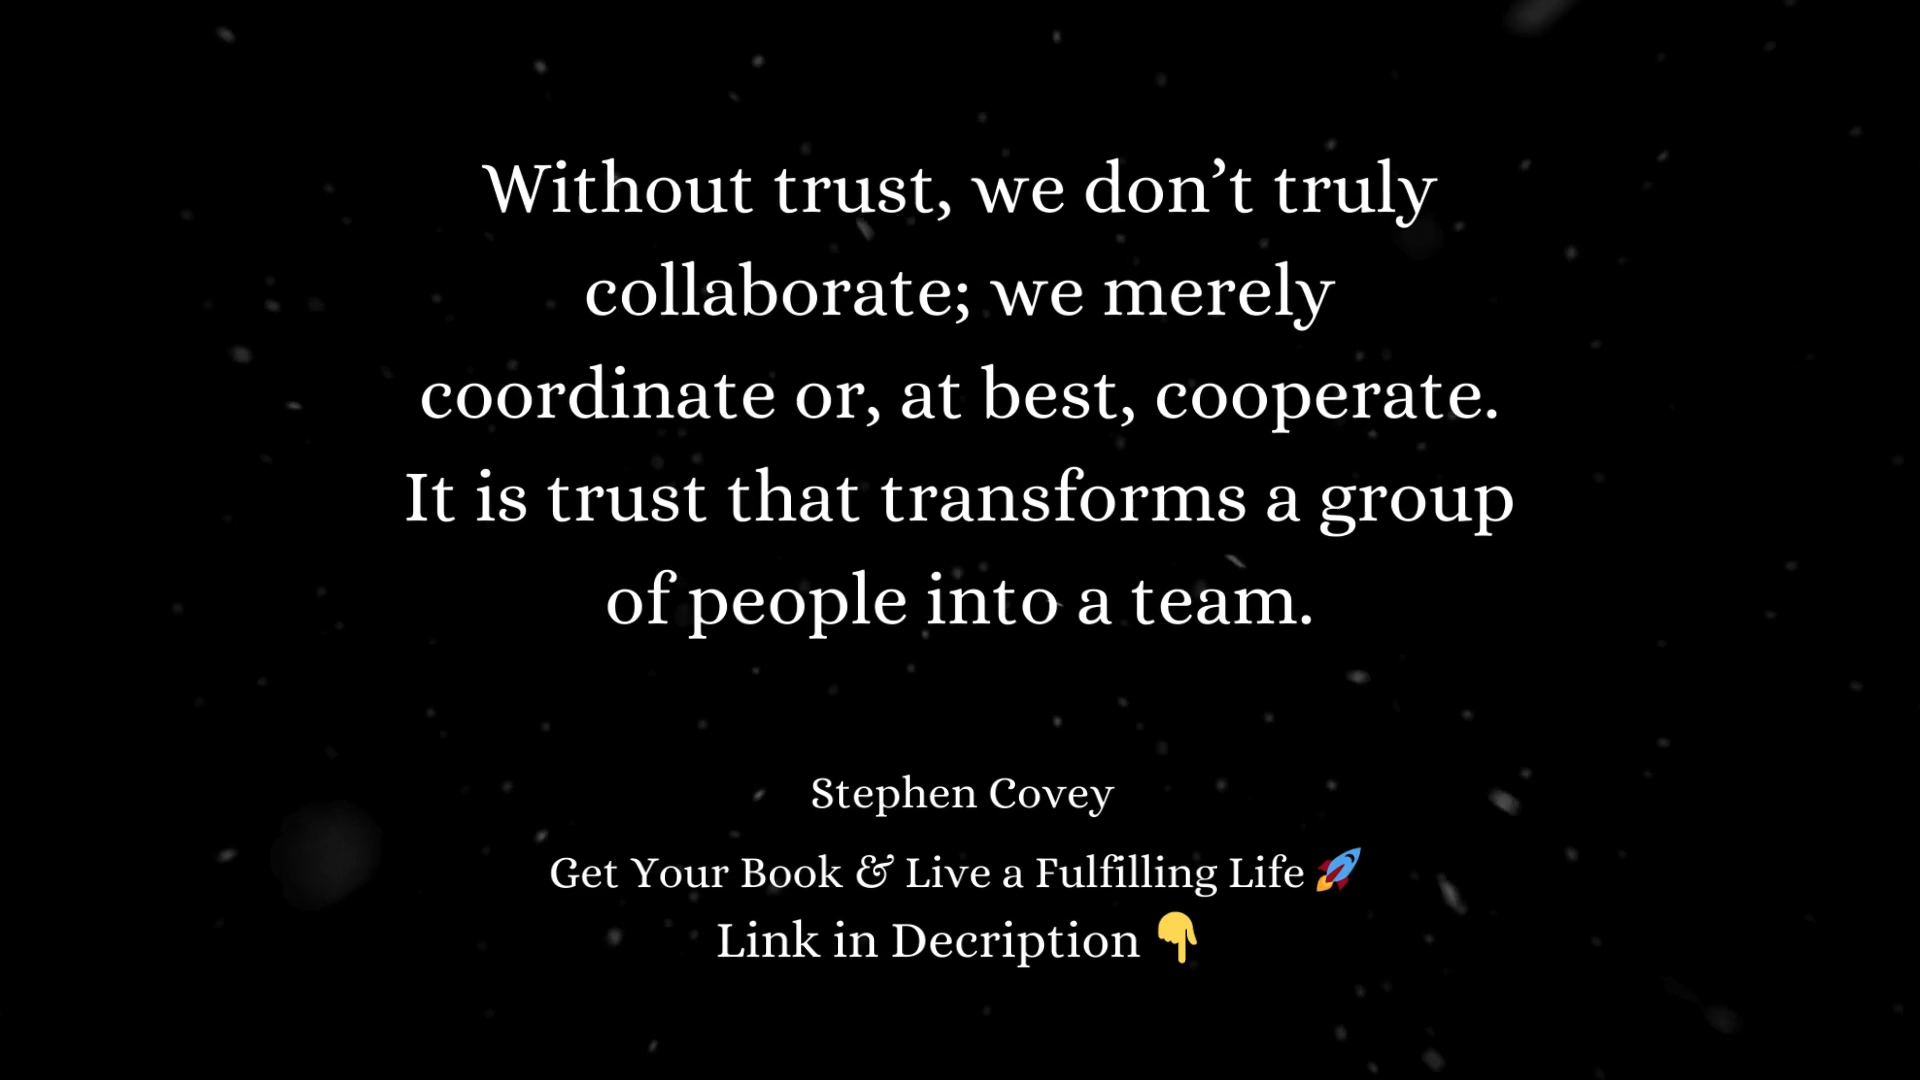 Without trust, we don’t truly
collaborate; we merely
coordinate or, at best, cooperate.
It is trust that transforms a group
of people into a team.
Stephen Covey
Get Your Book & Live a Fulfilling Life 🚀
Link in Decription 👇